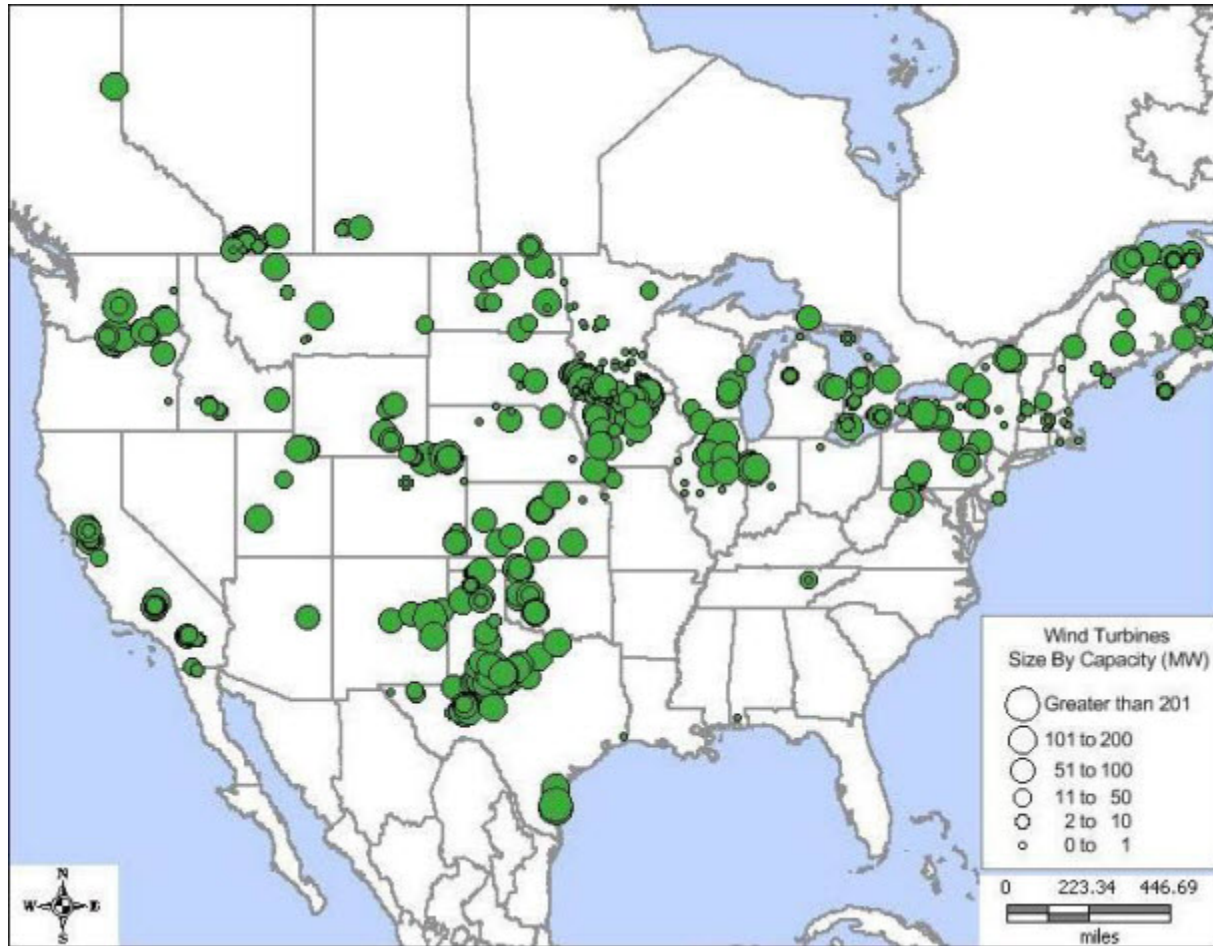 Wind Turbines
Size By Capacity (MW)
Greater than 201
101 to 200
51 to 100
11 to 50
2 to 10
0 to 1
N
W E
S
0 223.34 446.69
miles